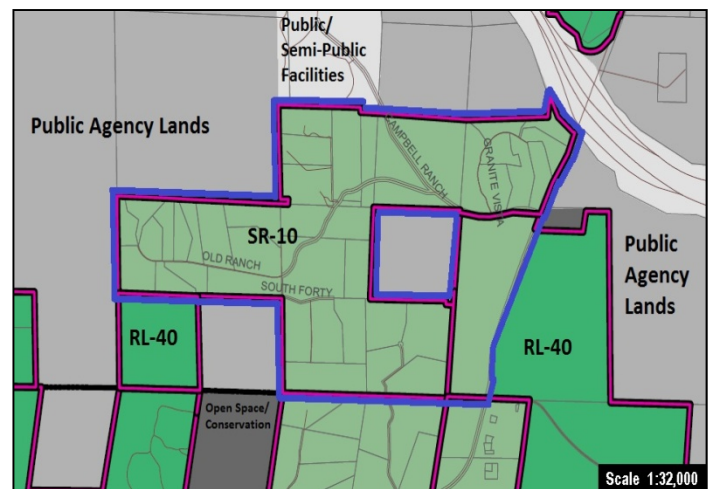 Public/
Semi-Public
Facilities
Public Agency Lands
CAMPBELL RANCH
GRANITE VISTA
SR-10
OLD RANCH
SOUTH FORTY
Public
Agency
Lands
RL-40
RL-40
Open Space/
Conservation
Scale 1:32,000